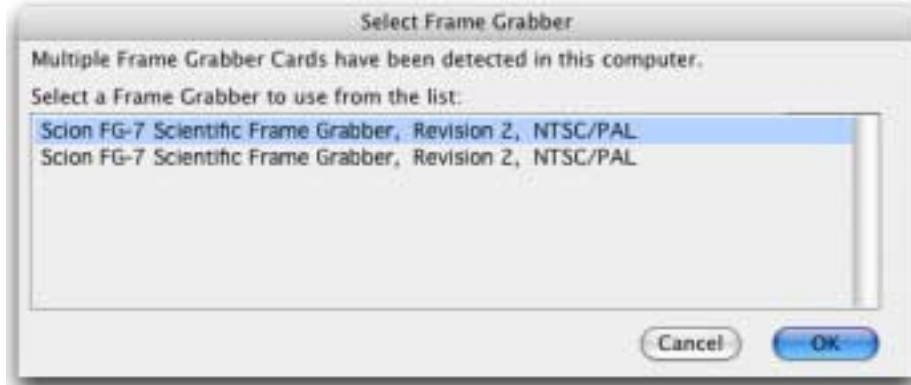 Select Frame Grabber
Multiple Frame Grabber Cards have been detected in this computer.
Select a Frame Grabber to use from the list:
Scion FG-7 Scientific Frame Grabber, Revision 2, NTSC/PAL
Scion FG-7 Scientific Frame Grabber, Revision 2, NTSC/PAL
Cancel OK